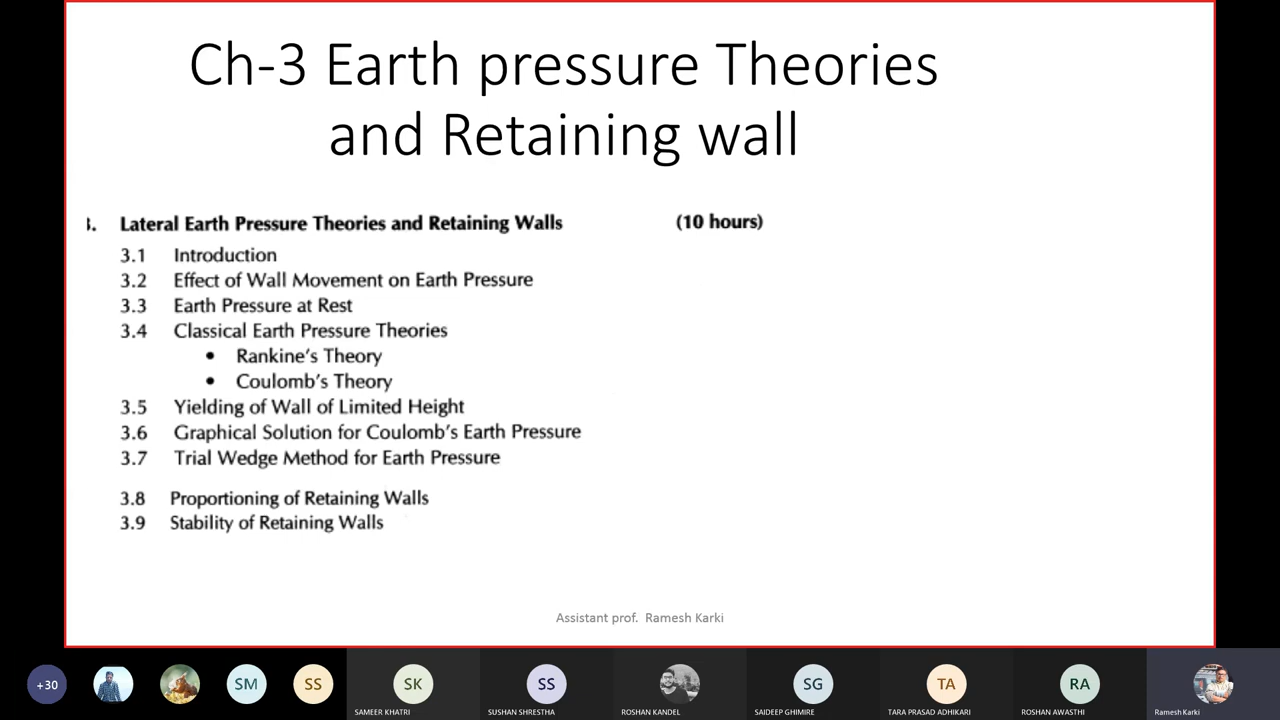 Ch-3 Earth pressure Theories
and Retaining wall
3. Lateral Earth Pressure Theories and Retaining Walls (10 hours)
3.1 Introduction
3.2 Effect of Wall Movement on Earth Pressure
3.3 Earth Pressure at Rest
3.4 Classical Earth Pressure Theories
• Rankine's Theory
• Coulomb's Theory
3.5 Yielding of Wall of Limited Height
3.6 Graphical Solution for Coulomb's Earth Pressure
3.7 Trial Wedge Method for Earth Pressure
3.8 Proportioning of Retaining Walls
3.9 Stability of Retaining Walls
Assistant prof. Ramesh Karki
+30 SM SS SK SS SG TA RA
SAMEER KHATRI SUSHAN SHRESTHA ROSHAN KANDEL SAIDEEP GHIMIRE TARA PRASAD ADHIKARI ROSHAN AWASTHI Ramesh Karki